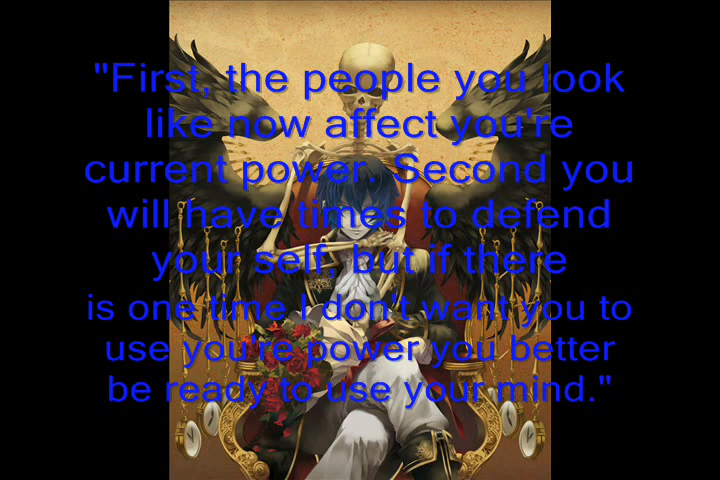 "First, the people you look
like now affect you're
current power. Second you
will have times to defend
your self, but if there
is one time I don't want you to
use you're power you better
be ready to use your mind."